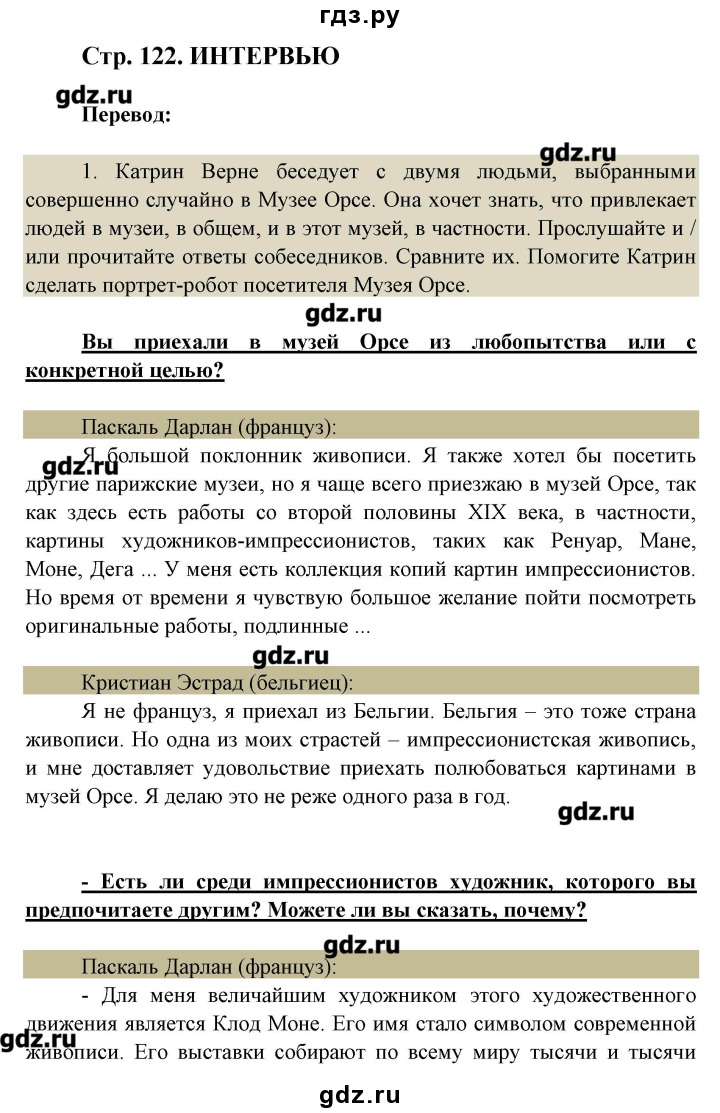 гдз.ру
Стр. 122. ИНТЕРВЬЮ
gdz.ru
Перевод:
gdz.ru
1. Катрин Верне беседует с двумя людьми, выбранными
совершенно случайно в Музее Орсе. Она хочет знать, что привлекает
людей в музеи, в общем, и в этот музей, в частности. Прослушайте и /
или прочитайте ответы собеседников. Сравните их. Помогите Катрин
сделать портрет-робот посетителя Музея Орсе.
gdz.ru
Вы приехали в музей Орсе из любопытства или с
конкретной целью?
Паскаль Дарлан (француз):
Я большой поклонник живописи. Я также хотел бы посетить
gdz.ru
другие парижские музеи, но я чаще всего приезжаю в музей Орсе, так
как здесь есть работы со второй половины XIX века, в частности,
картины художников-импрессионистов, таких как Ренуар, Мане,
Моне, Дега ... У меня есть коллекция копий картин импрессионистов.
Но время от времени я чувствую большое желание пойти посмотреть
оригинальные работы, подлинные ...
gdz.ru
Кристиан Эстрад (бельгиец):
Я не француз, я приехал из Бельгии. Бельгия – это тоже страна
живописи. Но одна из моих страстей – импрессионистская живопись,
и мне доставляет удовольствие приехать полюбоваться картинами в
музей Орсе. Я делаю это не реже одного раза в год.
gdz.ru
- Есть ли среди импрессионистов художник, которого вы
предпочитаете другим? Можете ли вы сказать, почему?
gdz.ru
Паскаль Дарлан (француз):
- Для меня величайшим художником этого художественного
движения является Клод Моне. Его имя стало символом современной
gdz.ru
живописи. Его выставки собирают по всему миру тысячи и тысячи
gdz.ru